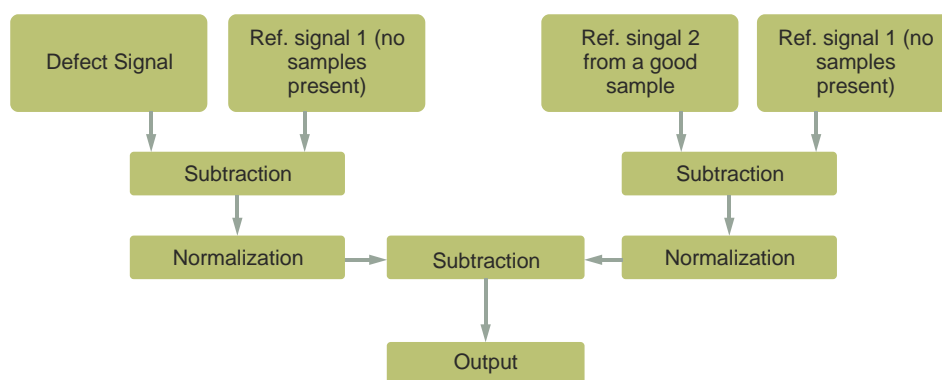 Defect Signal
Ref. signal 1 (no
samples
present)
Ref. singal 2
from a good
sample
Ref. signal 1 (no
samples
present)
Subtraction
Subtraction
Normalization
Subtraction
Normalization
Output